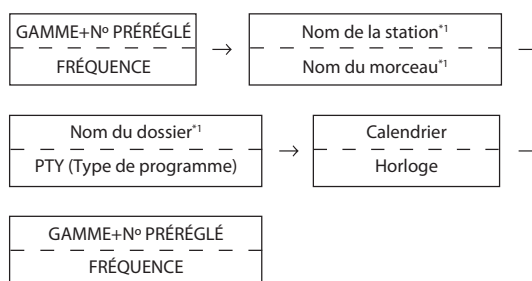 GAMME+Nº PRÉRÉGLÉ
FRÉQUENCE
→
Nom de la station*1
Nom du morceau*1
Nom du dossier*1
PTY (Type de programme)
→
Calendrier
Horloge
GAMME+Nº PRÉRÉGLÉ
FRÉQUENCE